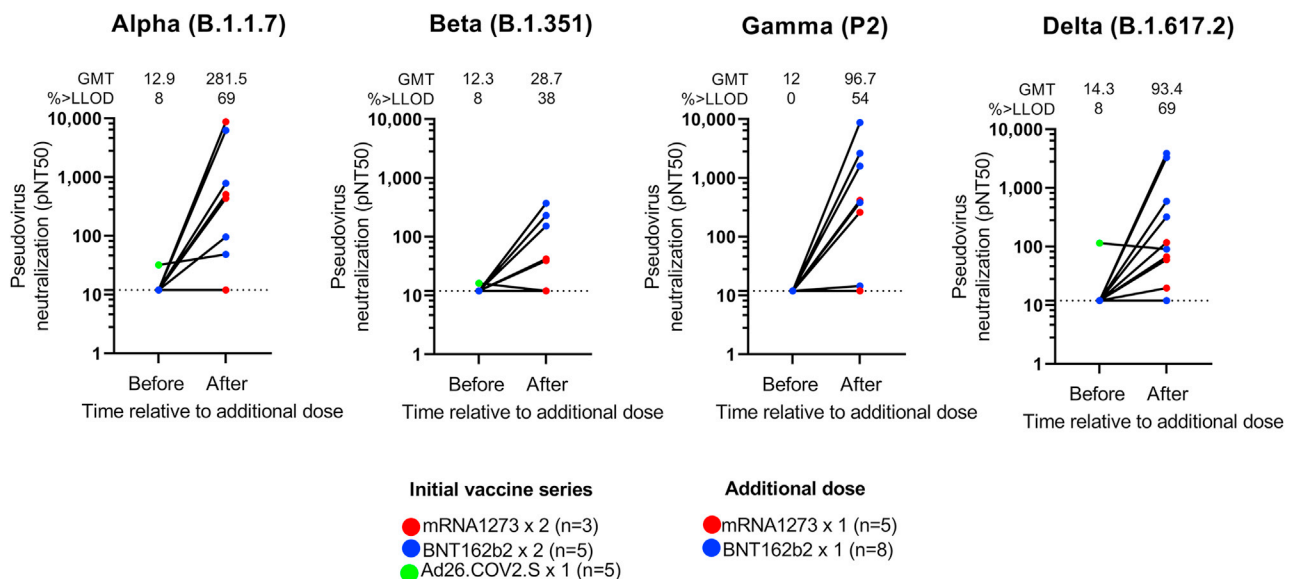 Alpha (B.1.1.7)
GMT 12.9 281.5
%>LLOD 8 69
Pseudovirus
neutralization (pNT50)
10,000
1,000
100
10
1
Before After
Time relative to additional dose
Beta (B.1.351)
GMT 12.3 28.7
%>LLOD 8 38
Pseudovirus
neutralization (pNT50)
10,000
1,000
100
10
1
Before After
Time relative to additional dose
Gamma (P2)
GMT 12 96.7
%>LLOD 0 54
Pseudovirus
neutralization (pNT50)
10,000
1,000
100
10
1
Before After
Time relative to additional dose
Delta (B.1.617.2)
GMT 14.3 93.4
%>LLOD 8 69
Pseudovirus
neutralization (pNT50)
10,000
1,000
100
10
1
Before After
Time relative to additional dose
Initial vaccine series
mRNA1273 x 2 (n=3)
BNT162b2 x 2 (n=5)
Ad26.COV2.S x 1 (n=5)
Additional dose
mRNA1273 x 1 (n=5)
BNT162b2 x 1 (n=8)